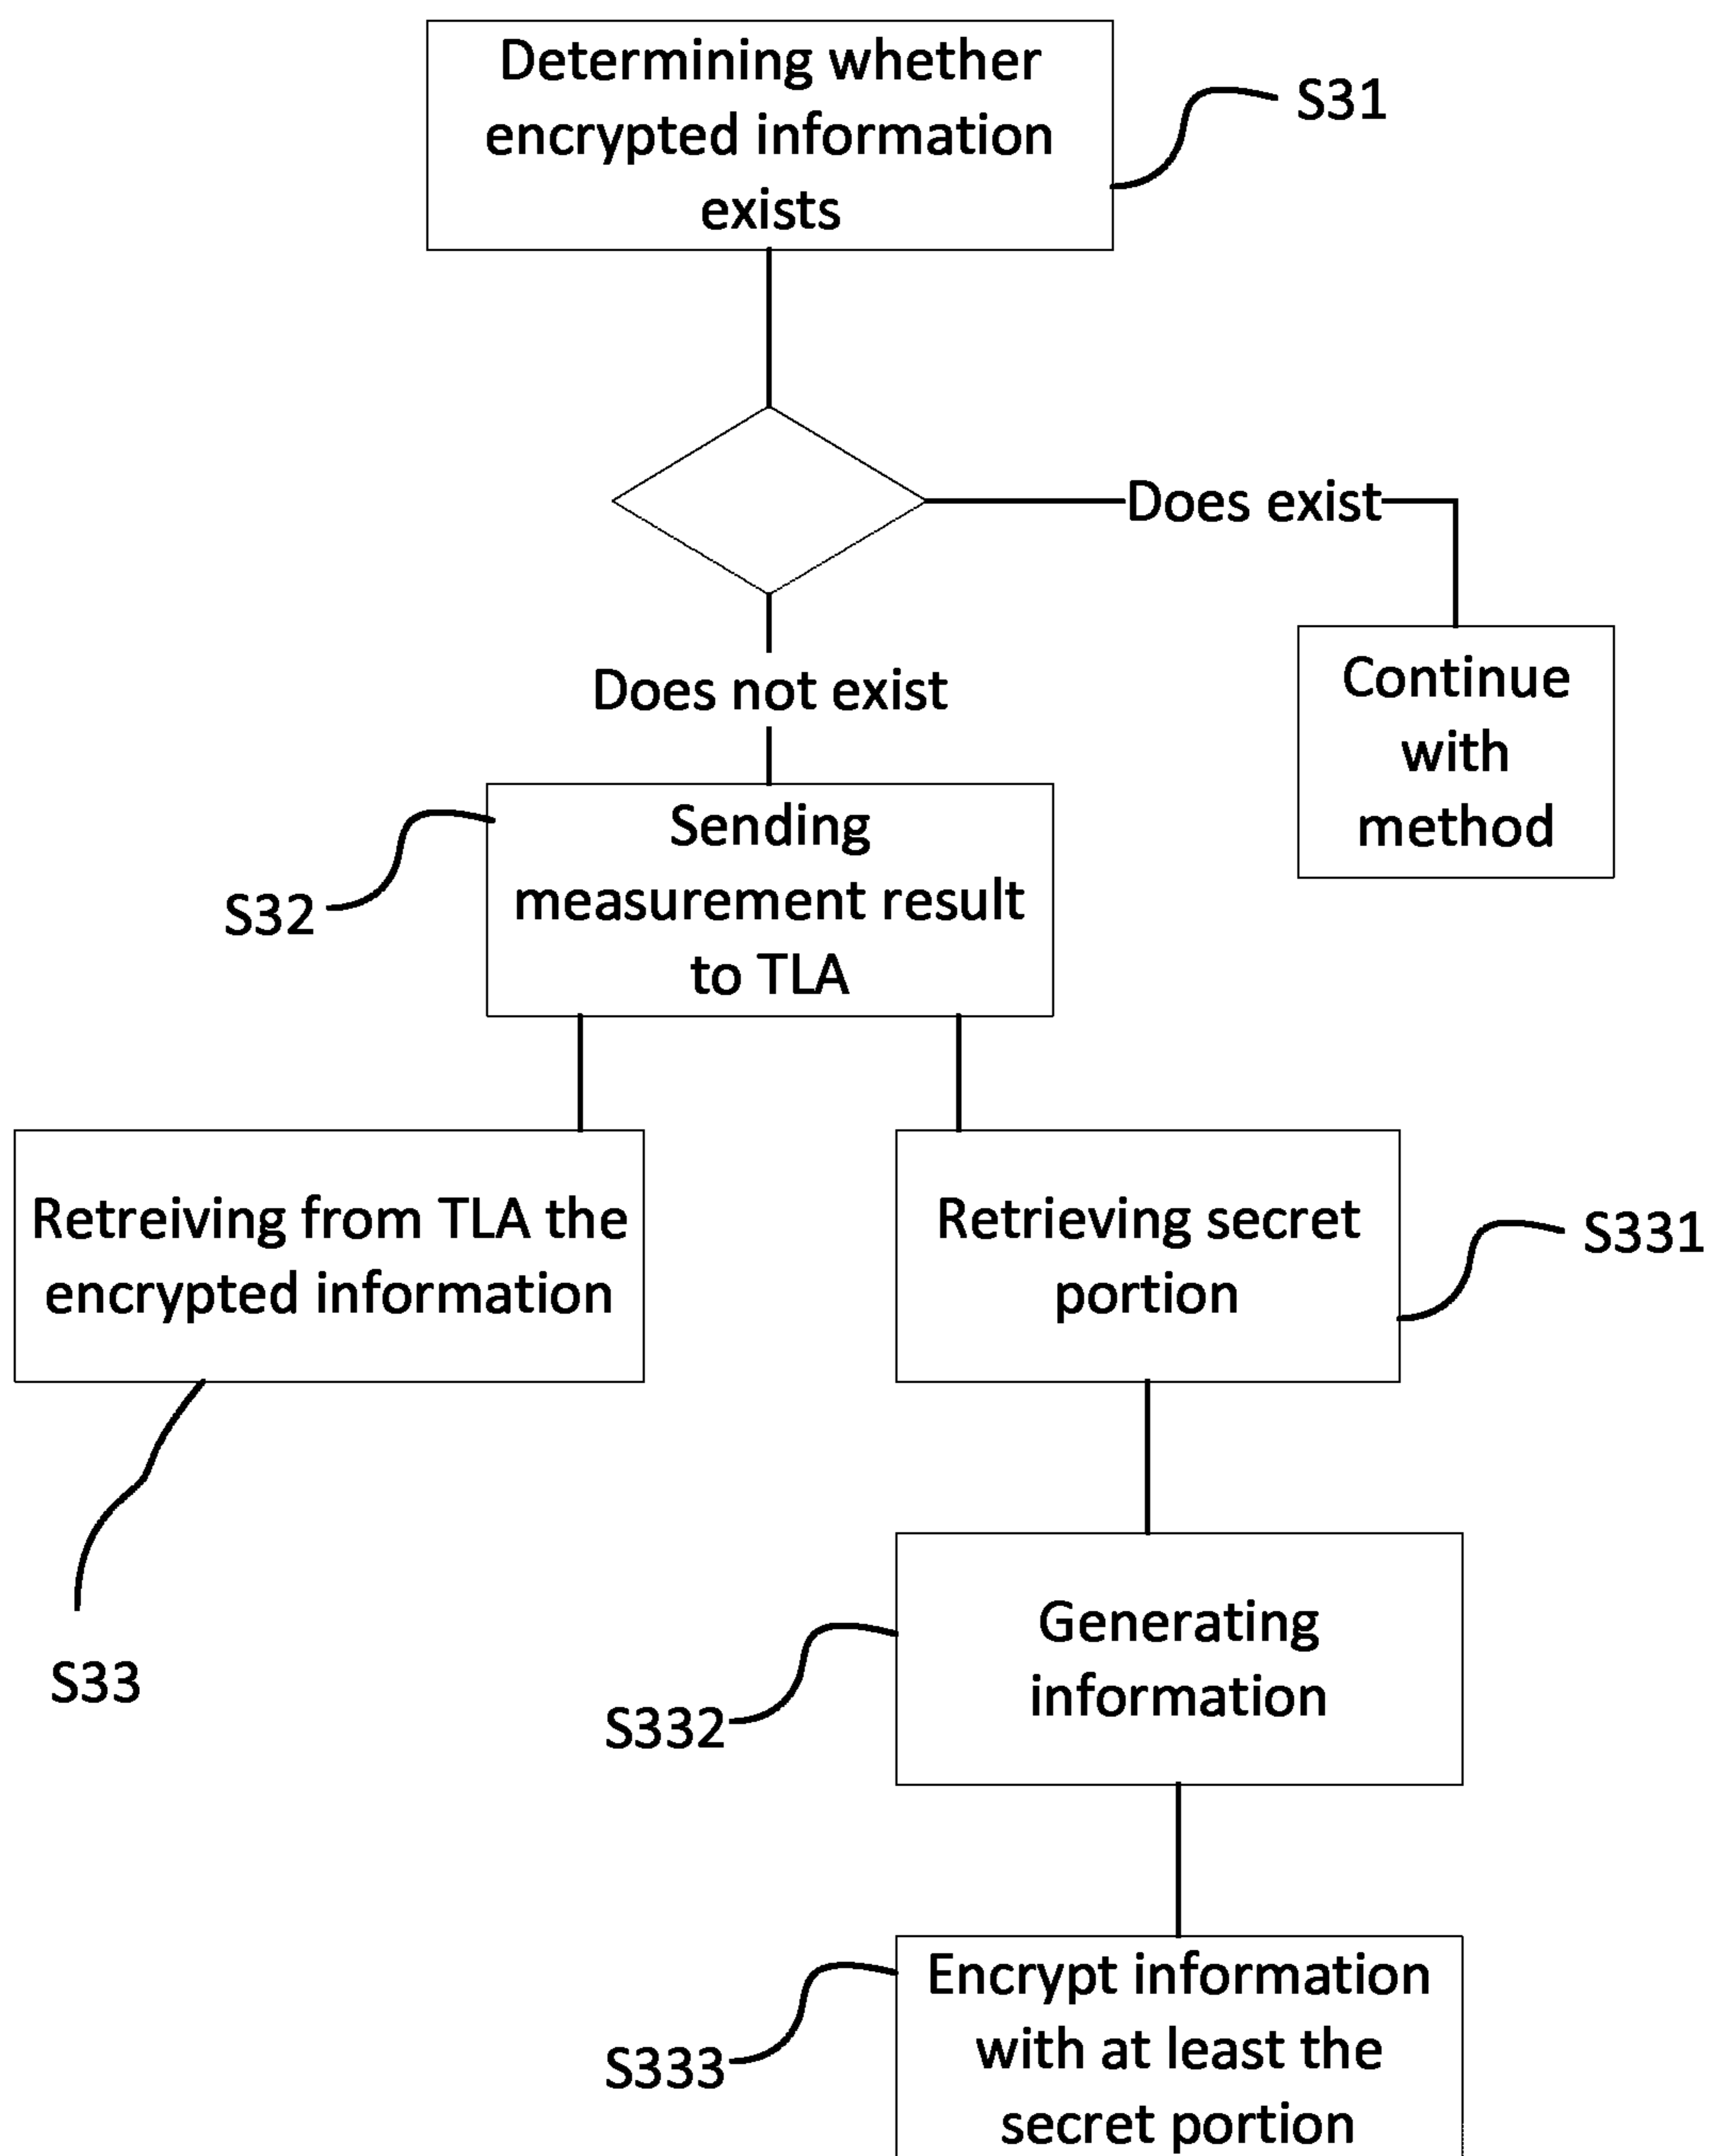 Determining whether
encrypted information
exists
S31
Does exist
Does not exist
Continue
with
method
Sending
measurement result
to TLA
S32
Retreiving from TLA the
encrypted information
Retrieving secret
portion
S331
S33
Generating
information
S332
Encrypt information
with at least the
secret portion
S333